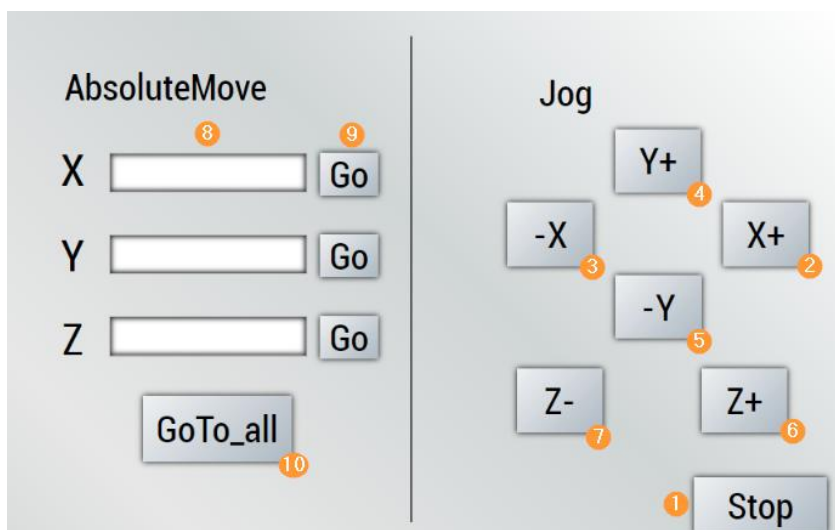 AbsoluteMove
8
9
X
Go
Y
Go
Z
Go
GoTo_all
10
Jog
Y+
4
-X
3
X+
2
-Y
5
Z-
7
Z+
6
1
Stop